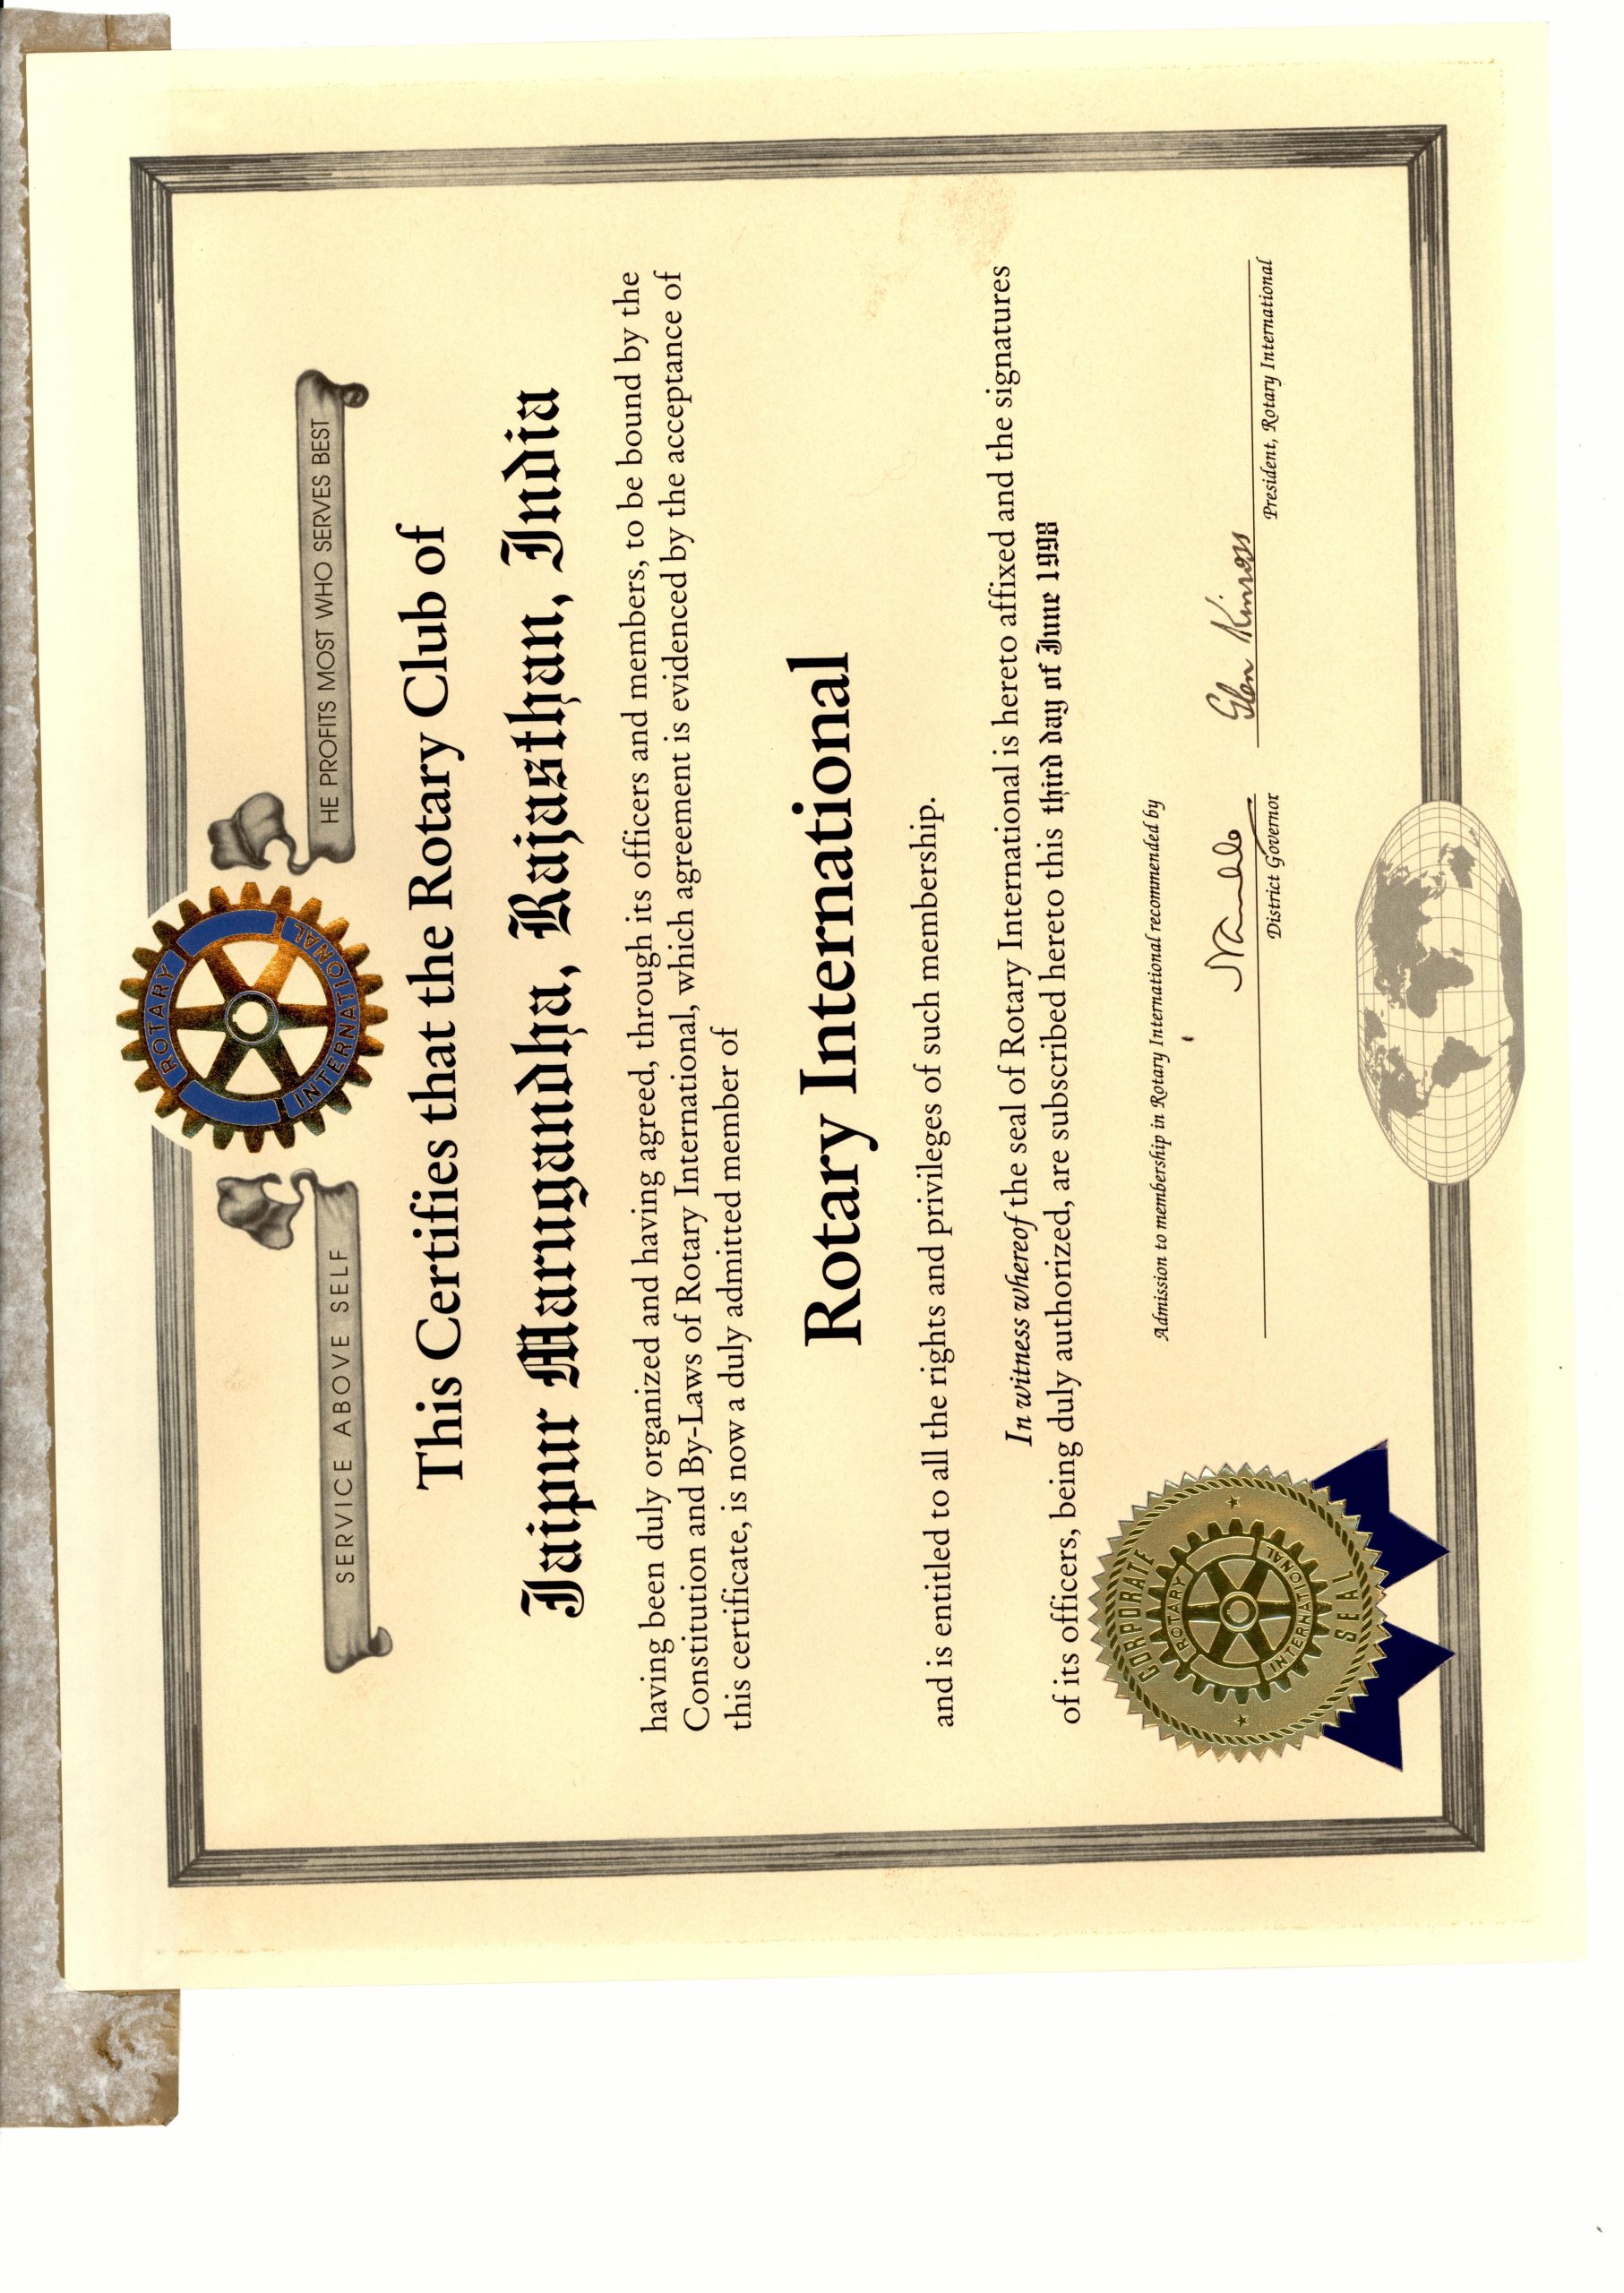 ROTARY
INTERNATIONAL
SERVICE ABOVE SELF
HE PROFITS MOST WHO SERVES BEST
This Certifies that the Rotary Club of
Jaipur Marugandha, Rajasthan, India
having been duly organized and having agreed, through its officers and members, to be bound by the
Constitution and By-Laws of Rotary International, which agreement is evidenced by the acceptance of
this certificate, is now a duly admitted member of
Rotary International
and is entitled to all the rights and privileges of such membership.
In witness whereof the seal of Rotary International is hereto affixed and the signatures
of its officers, being duly authorized, are subscribed hereto this third day of June 1998
Admission to membership in Rotary International recommended by
Glen Kinross
District Governor
President, Rotary International
CORPORATE
ROTARY
INTERNATIONAL
SEAL